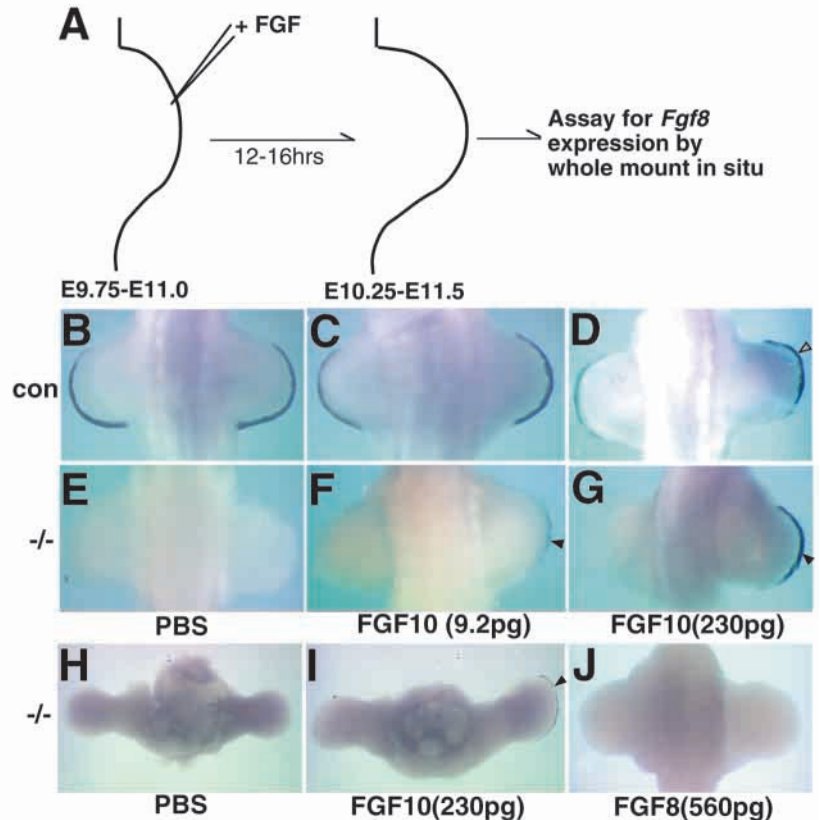 A
+ FGF
12-16hrs
Assay for Fgf8
expression by
whole mount in situ
E9.75-E11.0
E10.25-E11.5
B
C
D
con
E
F
G
-/-
PBS
FGF10 (9.2pg)
FGF10(230pg)
H
I
J
-/-
PBS
FGF10(230pg)
FGF8(560pg)